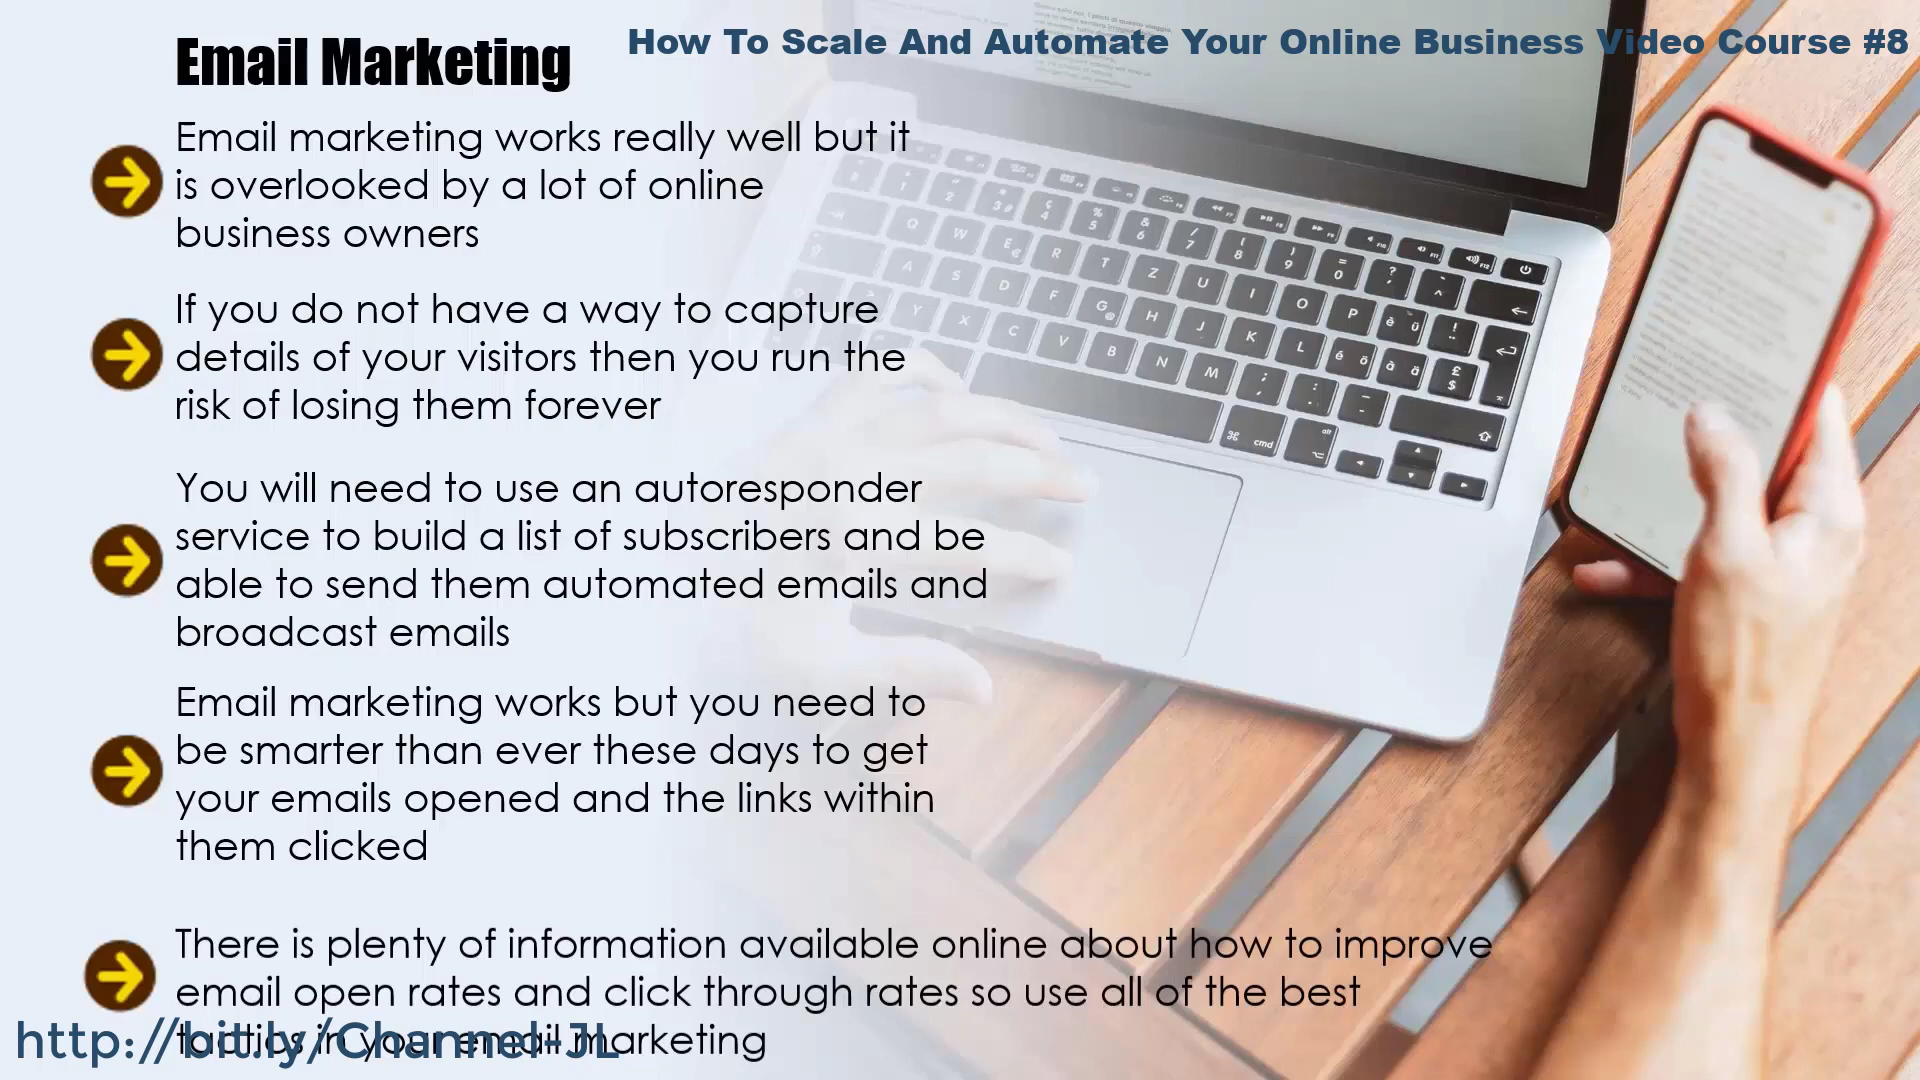 Email Marketing
How To Scale And Automate Your Online Business Video Course #8
Email marketing works really well but it
is overlooked by a lot of online
business owners
If you do not have a way to capture
details of your visitors then you run the
risk of losing them forever
You will need to use an autoresponder
service to build a list of subscribers and be
able to send them automated emails and
broadcast emails
Email marketing works but you need to
be smarter than ever these days to get
your emails opened and the links within
them clicked
There is plenty of information available online about how to improve
email open rates and click through rates so use all of the best
tactics in your email marketing
http://bit.ly/Channel-JL